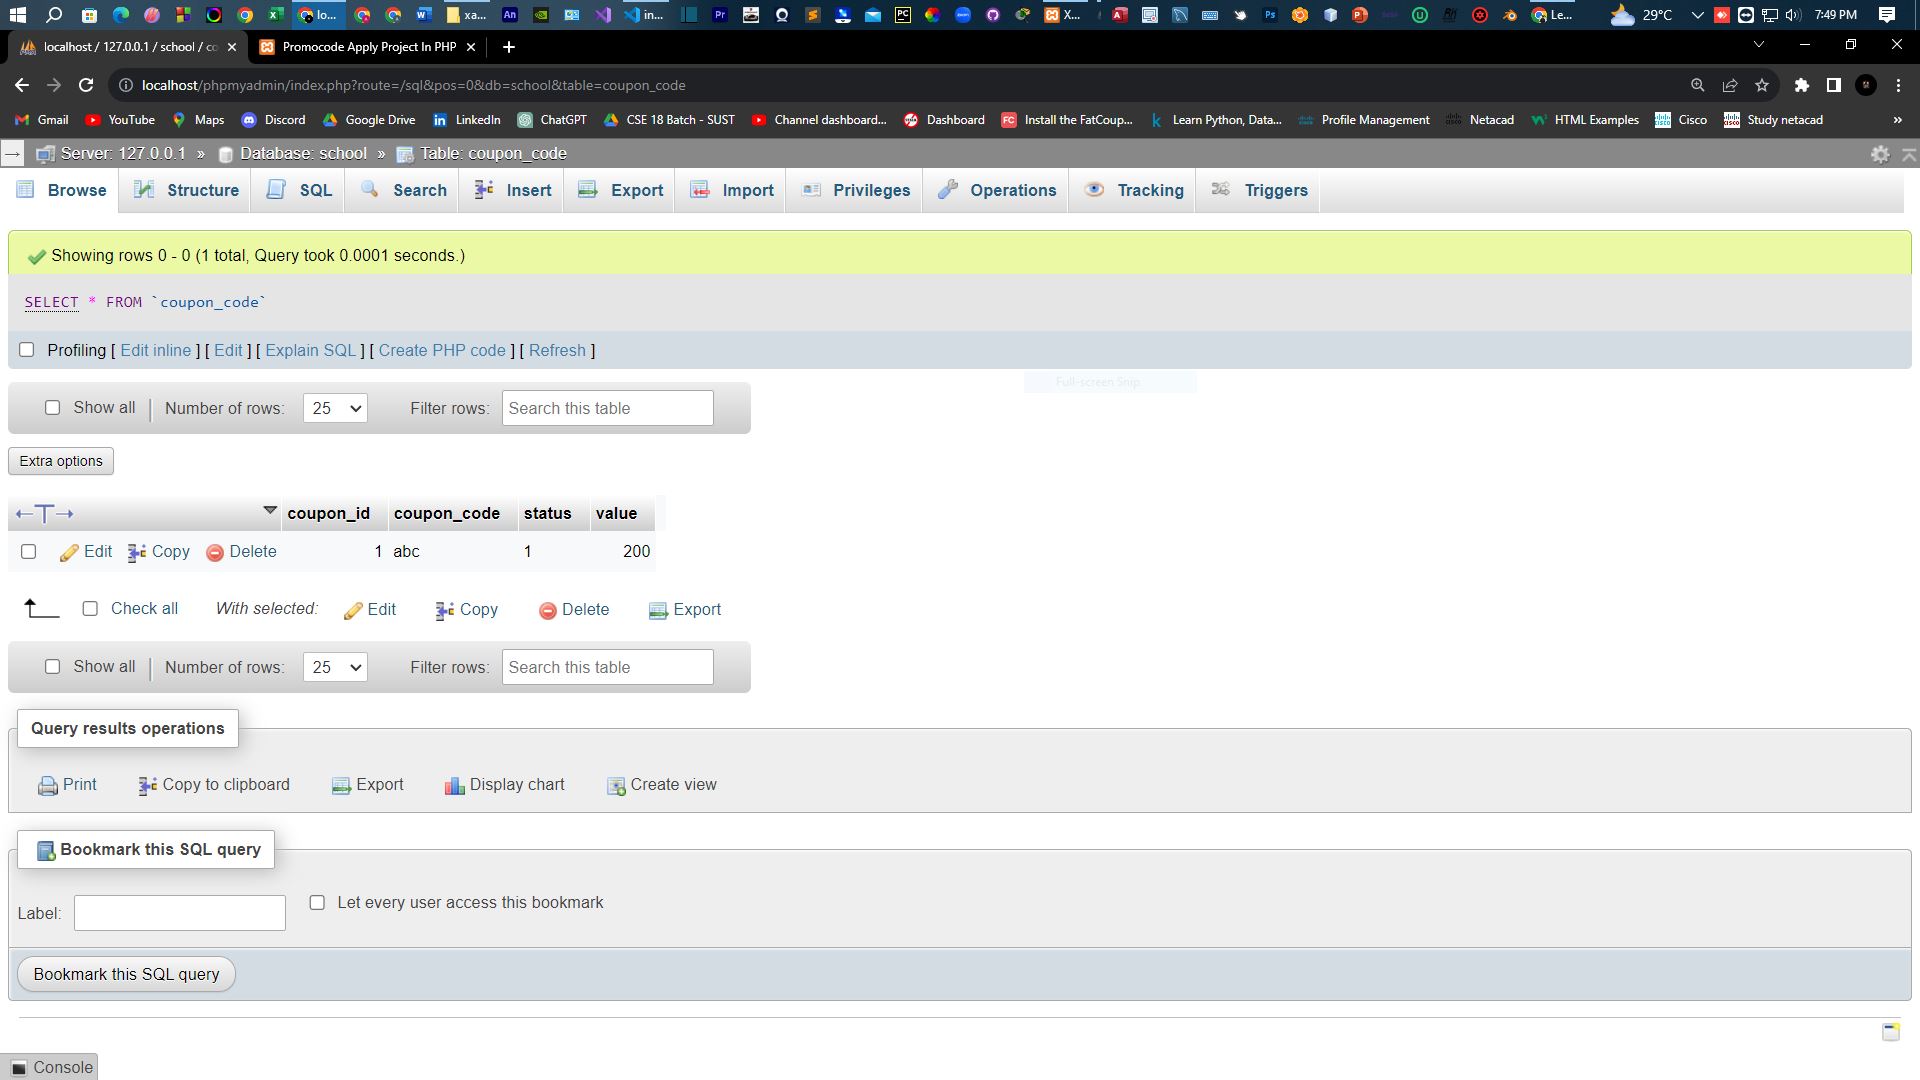 lo...
xa...
in...
X...
Le...
29°C
7:49 PM
localhost / 127.0.0.1 / school / co
Promocode Apply Project In PHP
localhost/phpmyadmin/index.php?route=/sql&pos=0&db=school&table=coupon_code
Gmail YouTube Maps Discord Google Drive LinkedIn ChatGPT CSE 18 Batch - SUST Channel dashboard... Dashboard Install the FatCoup... Learn Python, Data... Profile Management Netacad HTML Examples Cisco Study netacad »
Server: 127.0.0.1 » Database: school » Table: coupon_code
Browse Structure SQL Search Insert Export Import Privileges Operations Tracking Triggers
Showing rows 0 - 0 (1 total, Query took 0.0001 seconds.)
SELECT * FROM `coupon_code`
Profiling [ Edit inline ] [ Edit ] [ Explain SQL ] [ Create PHP code ] [ Refresh ]
Full-screen Snip
Show all | Number of rows: 25 Filter rows: Search this table
Extra options
←T→ coupon_id coupon_code status value
Edit Copy Delete 1 abc 1 200
Check all With selected: Edit Copy Delete Export
Show all | Number of rows: 25 Filter rows: Search this table
Query results operations
Print Copy to clipboard Export Display chart Create view
Bookmark this SQL query
Label: Let every user access this bookmark
Bookmark this SQL query
Console